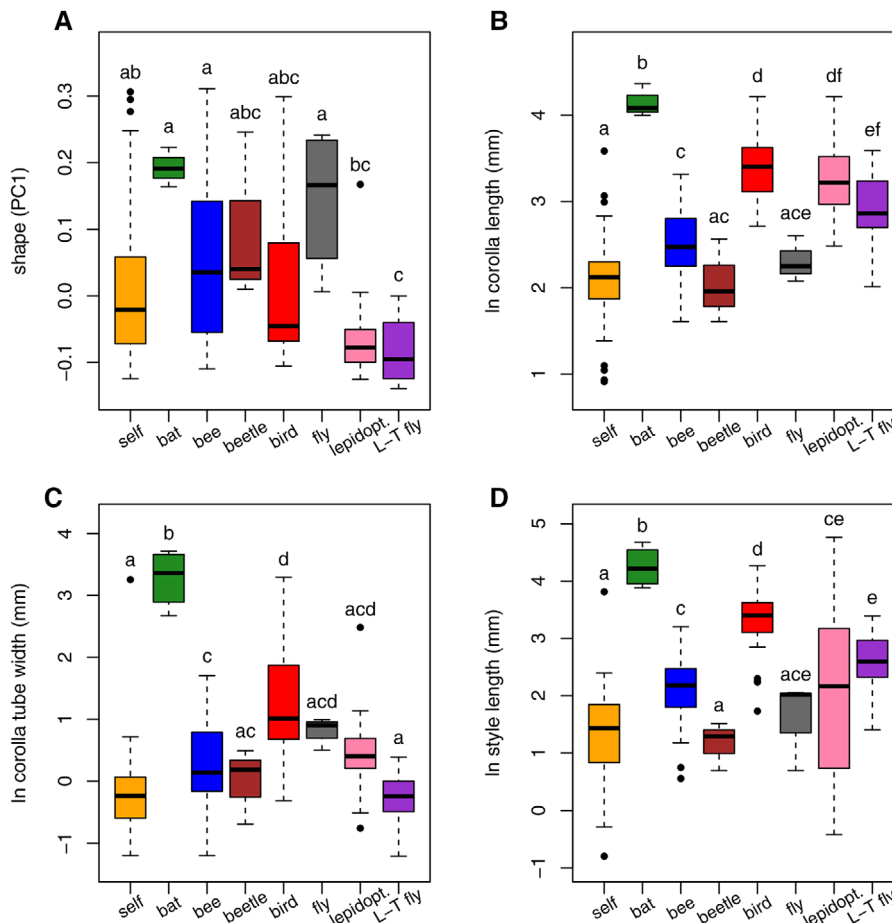 A
shape (PC1)
0.3
0.2
0.1
0.0
−0.1
ab
a
a
abc
abc
a
bc
c
self
bat
bee
beetle
bird
fly
lepidopt.
L−T fly
B
ln corolla length (mm)
4
3
2
1
a
b
c
ac
d
ace
df
ef
self
bat
bee
beetle
bird
fly
lepidopt.
L−T fly
C
ln corolla tube width (mm)
4
3
2
1
0
−1
a
b
c
ac
d
acd
acd
a
self
bat
bee
beetle
bird
fly
lepidopt.
L−T fly
D
ln style length (mm)
5
4
3
2
1
0
−1
a
b
c
a
d
ace
ce
e
self
bat
bee
beetle
bird
fly
lepidopt.
L−T fly